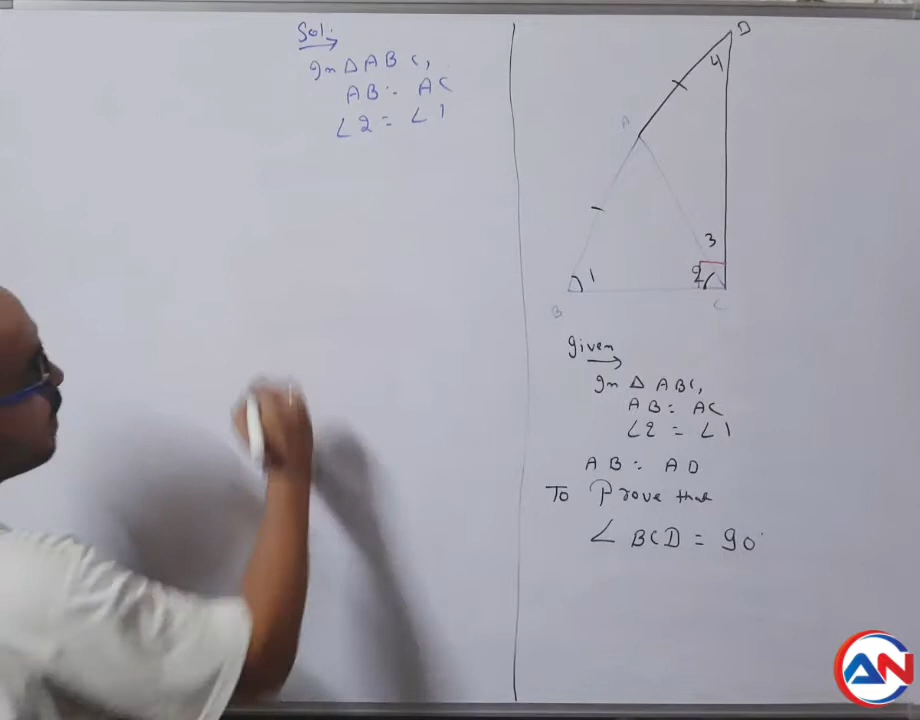 Sol.
In Δ ABC,
AB = AC
∠2 = ∠1
D
4
A
3
2
1
B
C
Given
In Δ ABC,
AB = AC
∠2 = ∠1
AB = AD
To Prove that
∠BCD = 90°
AN